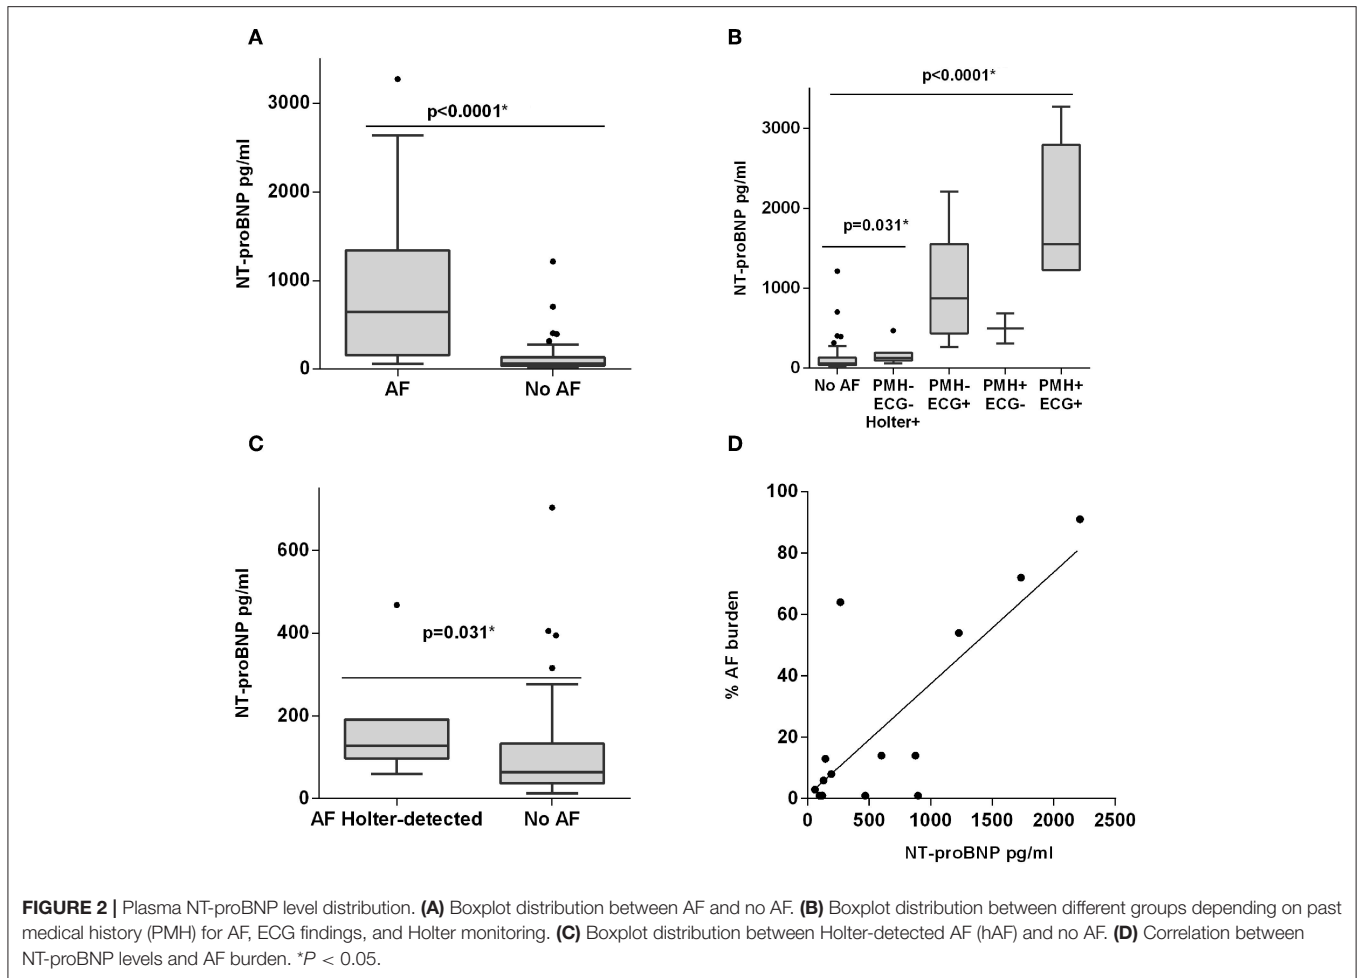 A
3000
2000
1000
0
NT-proBNP pg/ml
p<0.0001*
AF
No AF
B
3000
2000
1000
0
NT-proBNP pg/ml
p<0.0001*
p=0.031*
No AF
PMH-
ECG-
Holter+
PMH-
ECG+
PMH+
ECG-
PMH+
ECG+
C
600
400
200
0
NT-proBNP pg/ml
p=0.031*
AF Holter-detected
No AF
D
100
80
60
40
20
0
% AF burden
0
500
1000
1500
2000
2500
NT-proBNP pg/ml
FIGURE 2 | Plasma NT-proBNP level distribution. (A) Boxplot distribution between AF and no AF. (B) Boxplot distribution between different groups depending on past
medical history (PMH) for AF, ECG findings, and Holter monitoring. (C) Boxplot distribution between Holter-detected AF (hAF) and no AF. (D) Correlation between
NT-proBNP levels and AF burden. *P < 0.05.